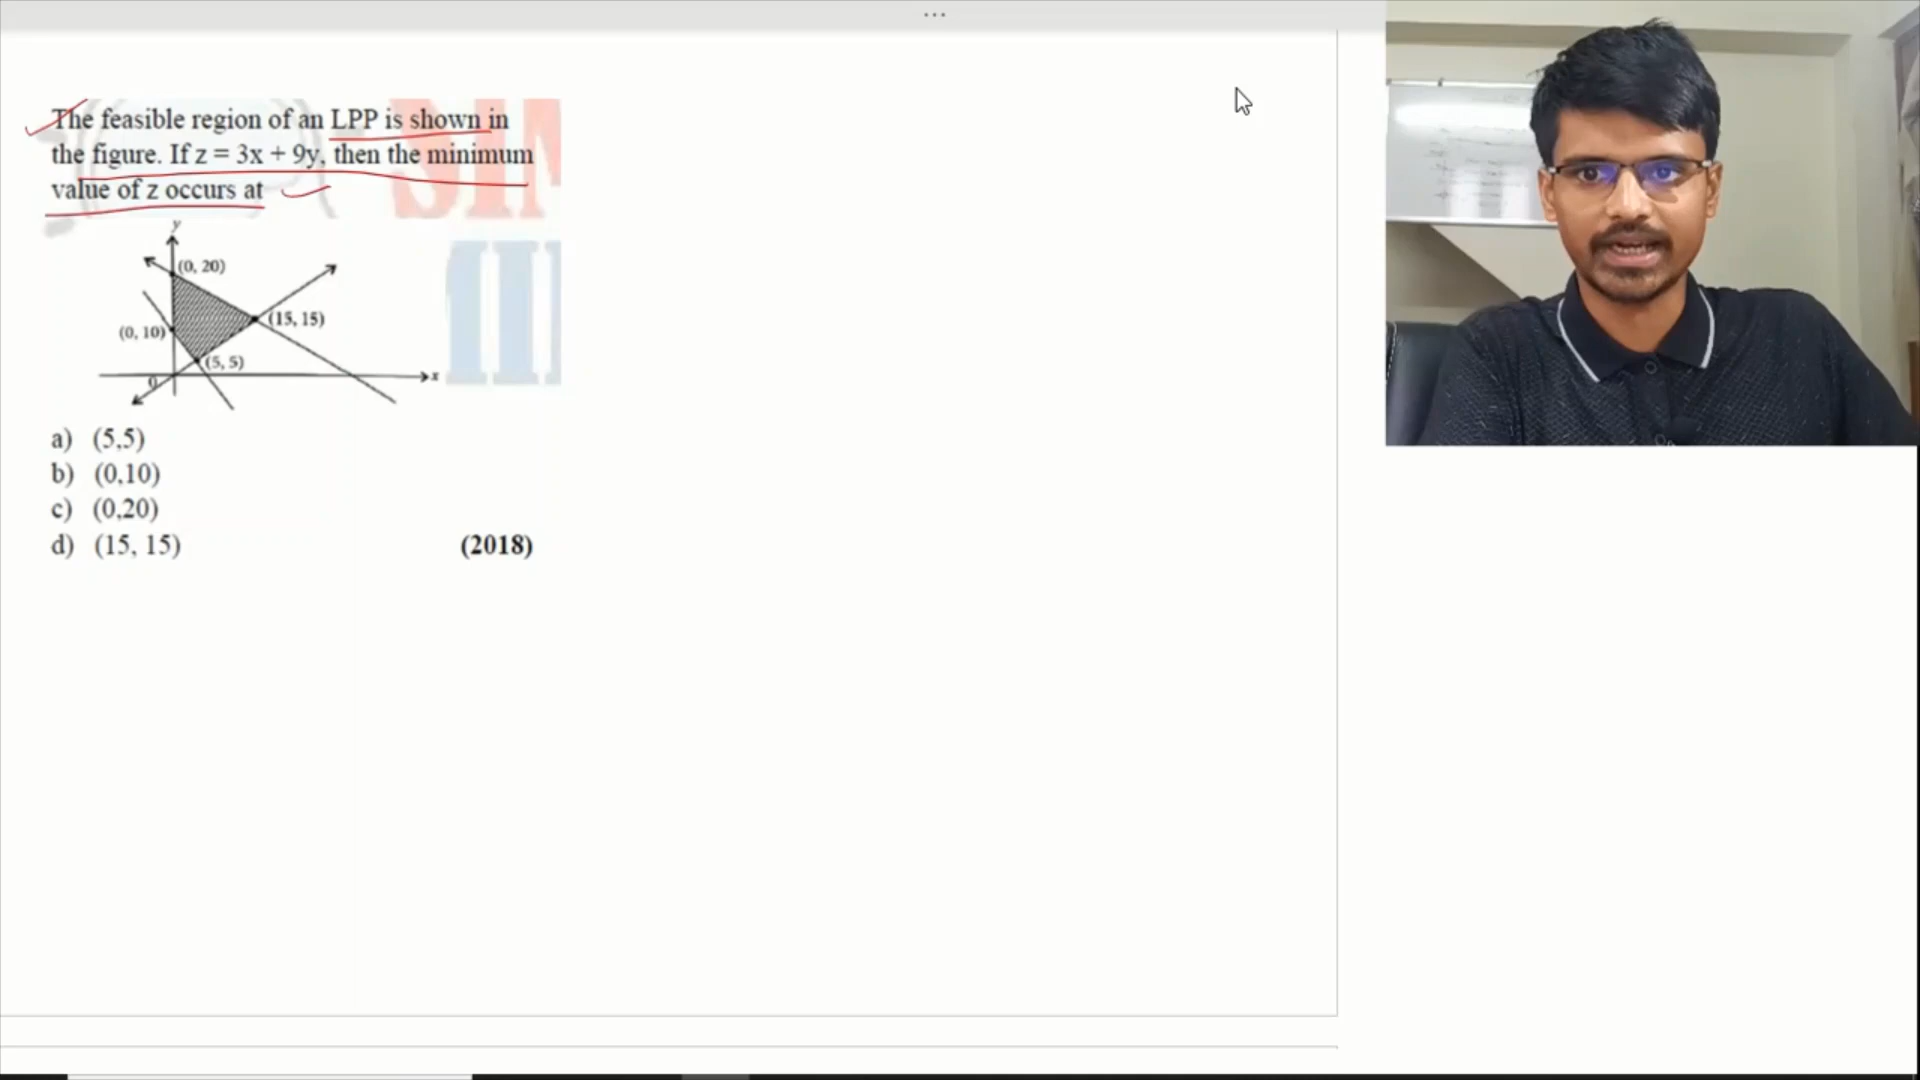 ...
The feasible region of an LPP is shown in
the figure. If z = 3x + 9y, then the minimum
value of z occurs at
y
(0, 20)
(15, 15)
(0, 10)
(5, 5)
0
x
a) (5,5)
b) (0,10)
c) (0,20)
d) (15, 15)
(2018)